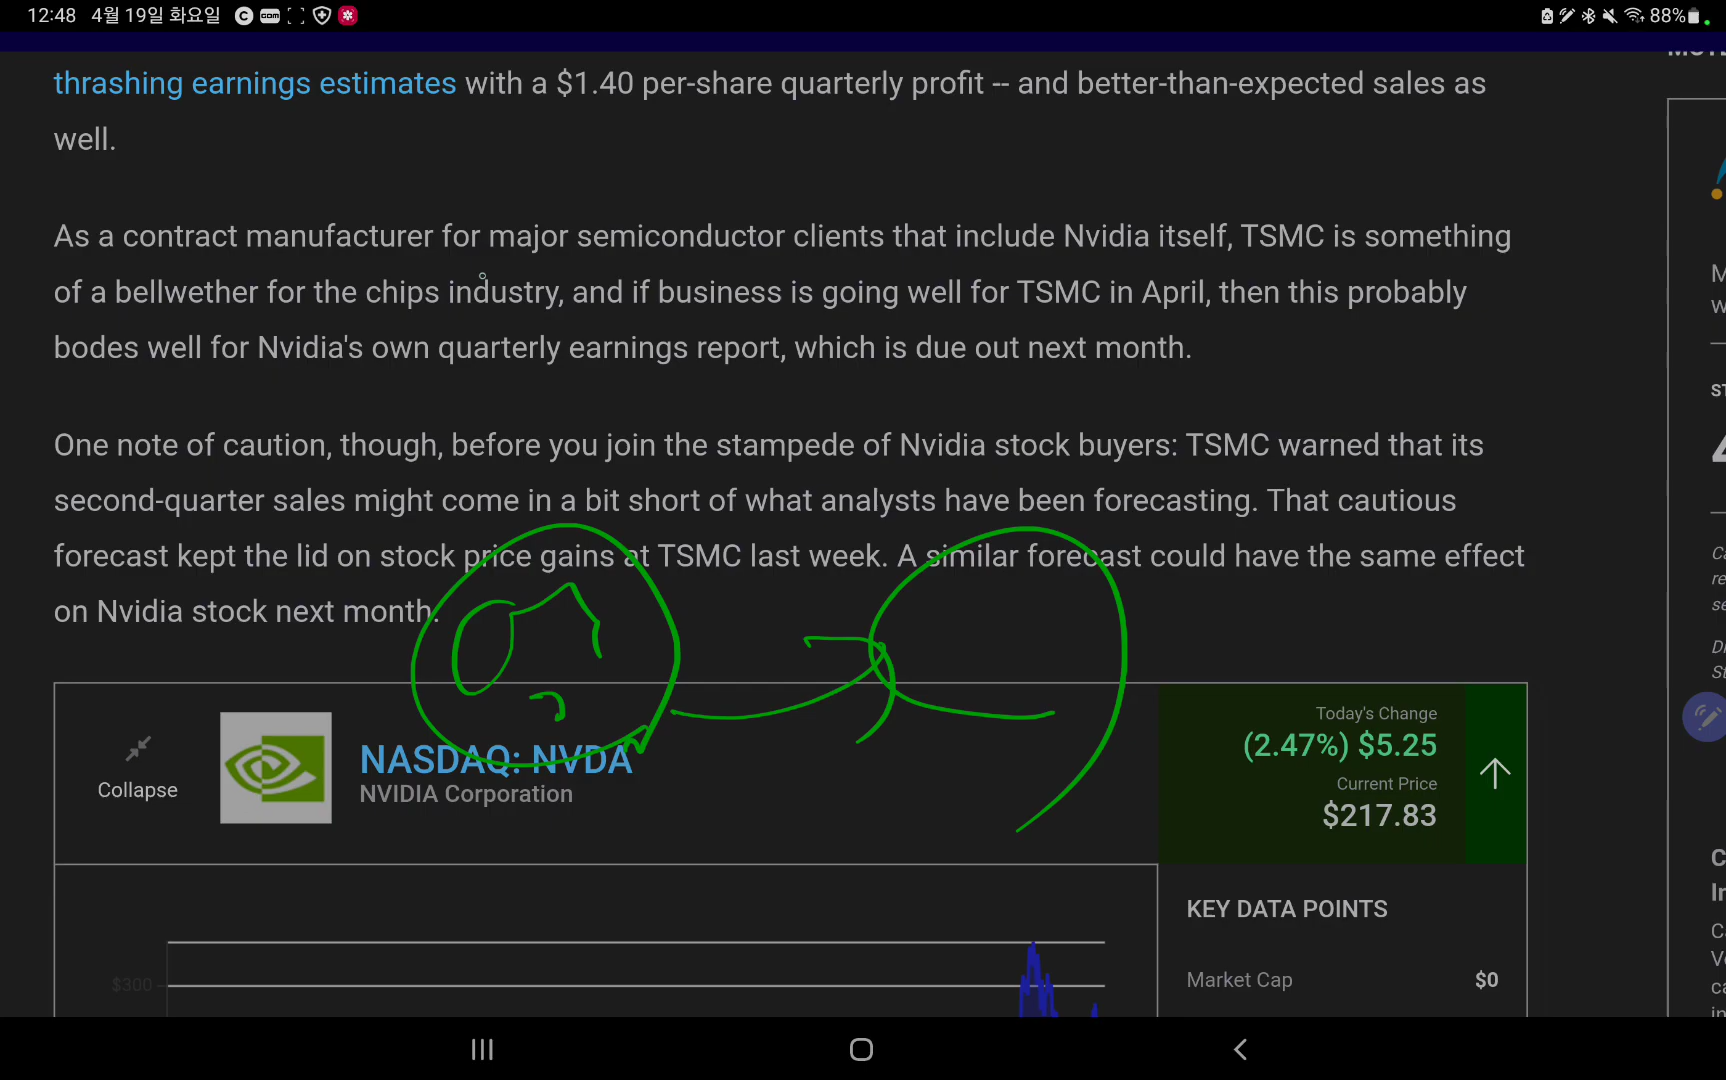 12:48 4월 19일 화요일
88%
thrashing earnings estimates with a $1.40 per-share quarterly profit -- and better-than-expected sales as
well.
As a contract manufacturer for major semiconductor clients that include Nvidia itself, TSMC is something
of a bellwether for the chips industry, and if business is going well for TSMC in April, then this probably
bodes well for Nvidia's own quarterly earnings report, which is due out next month.
One note of caution, though, before you join the stampede of Nvidia stock buyers: TSMC warned that its
second-quarter sales might come in a bit short of what analysts have been forecasting. That cautious
forecast kept the lid on stock price gains at TSMC last week. A similar forecast could have the same effect
on Nvidia stock next month.
Collapse
NASDAQ: NVDA
NVIDIA Corporation
Today's Change
(2.47%) $5.25
Current Price
$217.83
KEY DATA POINTS
Market Cap $0
$300